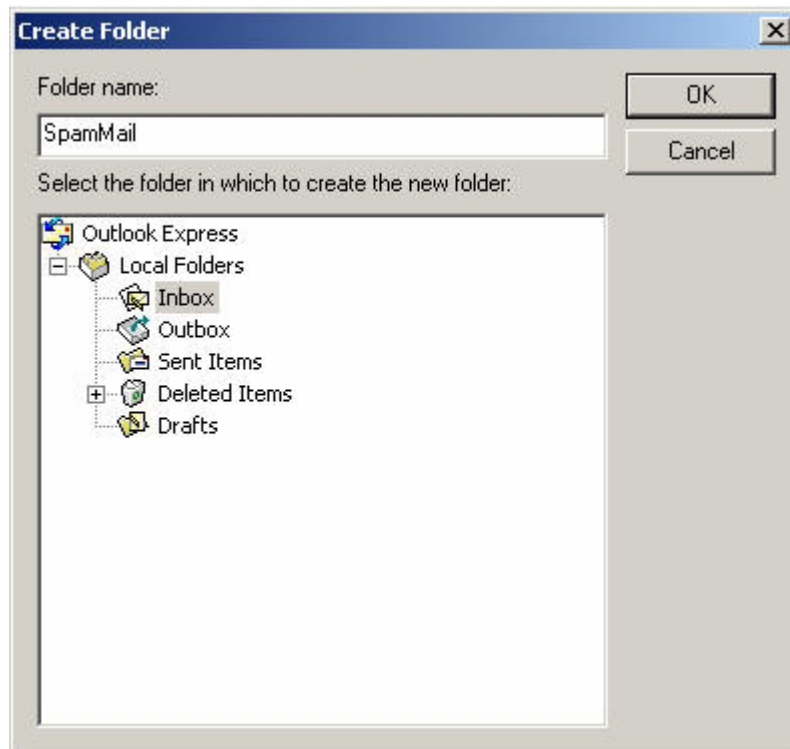 Create Folder
Folder name:
OK
SpamMail
Cancel
Select the folder in which to create the new folder:
Outlook Express
Local Folders
Inbox
Outbox
Sent Items
Deleted Items
Drafts